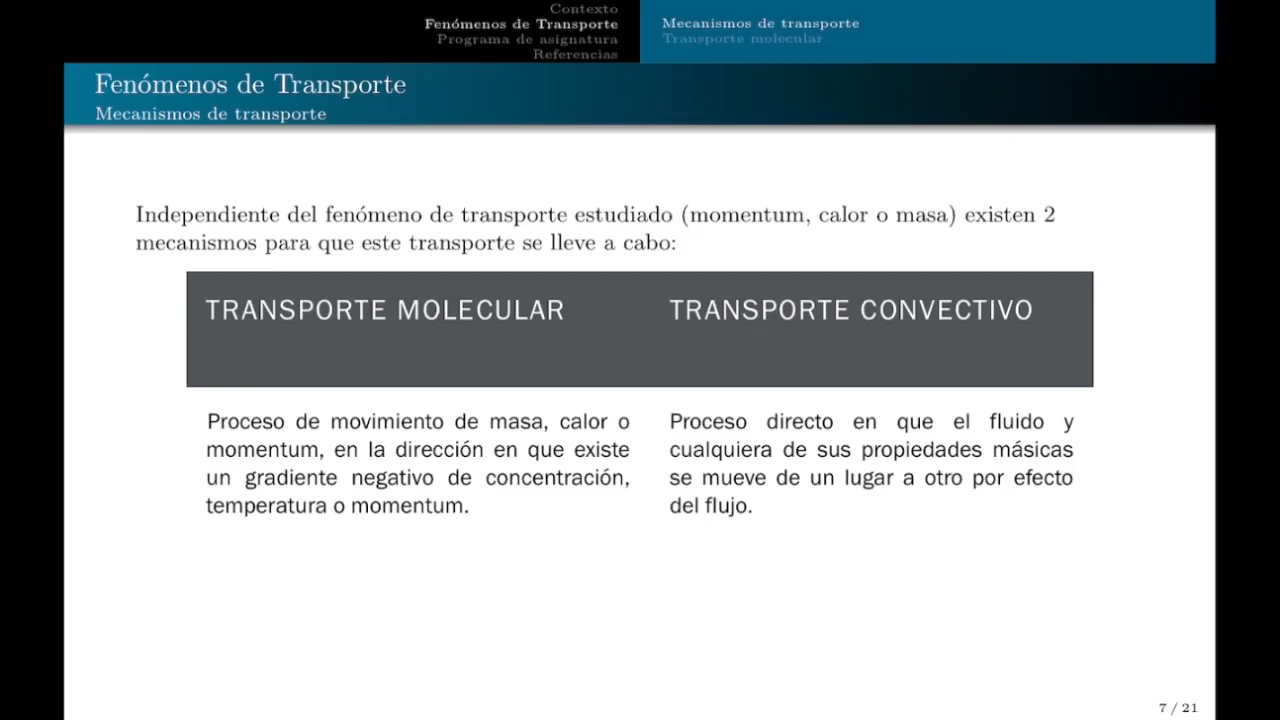 Contexto
Fenómenos de Transporte
Programa de asignatura
Referencias
Mecanismos de transporte
Transporte molecular
Fenómenos de Transporte
Mecanismos de transporte
Independiente del fenómeno de transporte estudiado (momentum, calor o masa) existen 2
mecanismos para que este transporte se lleve a cabo:
TRANSPORTE MOLECULAR
Proceso de movimiento de masa, calor o
momentum, en la dirección en que existe
un gradiente negativo de concentración,
temperatura o momentum.
TRANSPORTE CONVECTIVO
Proceso directo en que el fluido y
cualquiera de sus propiedades másicas
se mueve de un lugar a otro por efecto
del flujo.
7 / 21